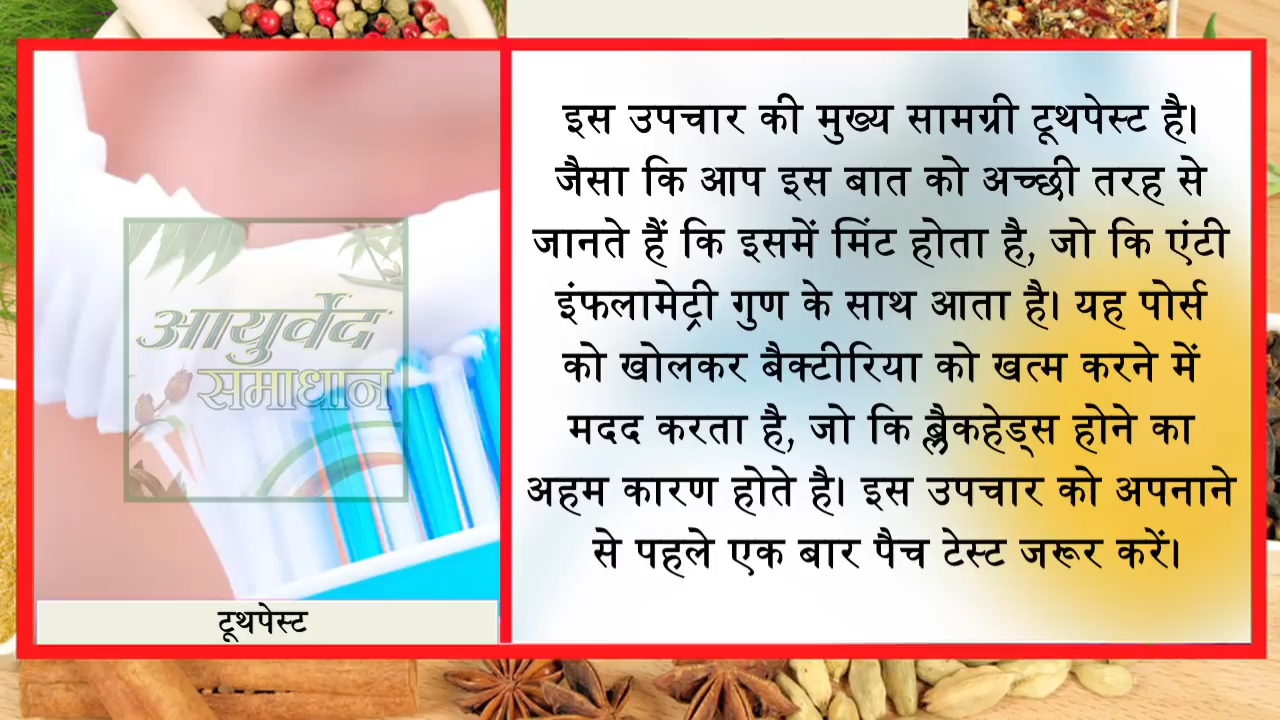 आयुर्वेद
समाधान
टूथपेस्ट
इस उपचार की मुख्य सामग्री टूथपेस्ट है।
जैसा कि आप इस बात को अच्छी तरह से
जानते हैं कि इसमें मिंट होता है, जो कि एंटी
इंफलामेट्री गुण के साथ आता है। यह पोर्स
को खोलकर बैक्टीरिया को खत्म करने में
मदद करता है, जो कि ब्लैकहेड्स होने का
अहम कारण होते है। इस उपचार को अपनाने
से पहले एक बार पैच टेस्ट जरूर करें।